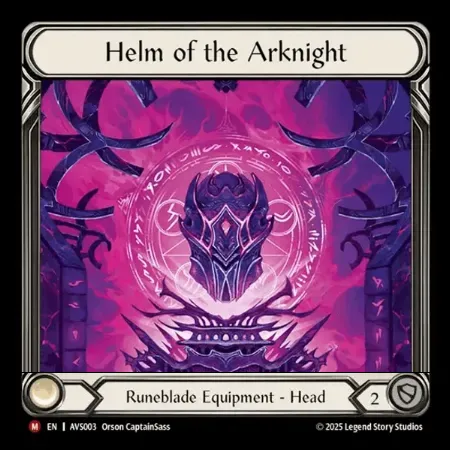 Helm of the Arknight
Runeblade Equipment - Head
2
M EN | AVS003 Orson CaptainSass
© 2025 Legend Story Studios